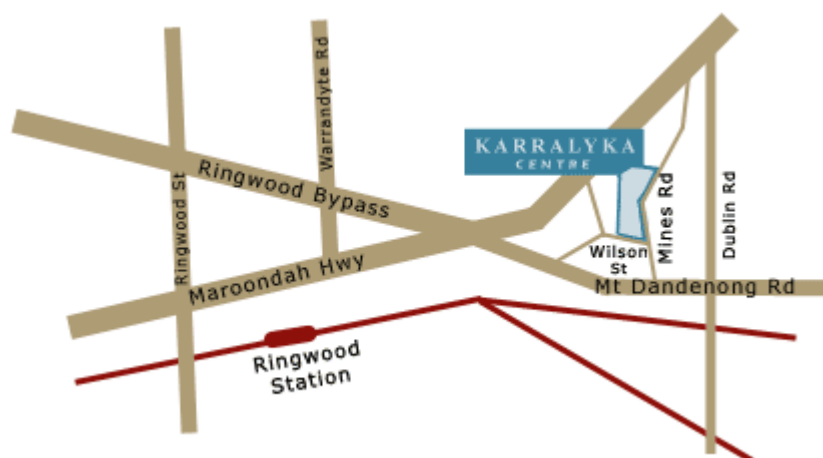 Warrandyte Rd
KARRALYKA
CENTRE
Ringwood Bypass
Ringwood St
Mines Rd
Dublin Rd
Wilson
St
Maroondah Hwy
Mt Dandenong Rd
Ringwood
Station